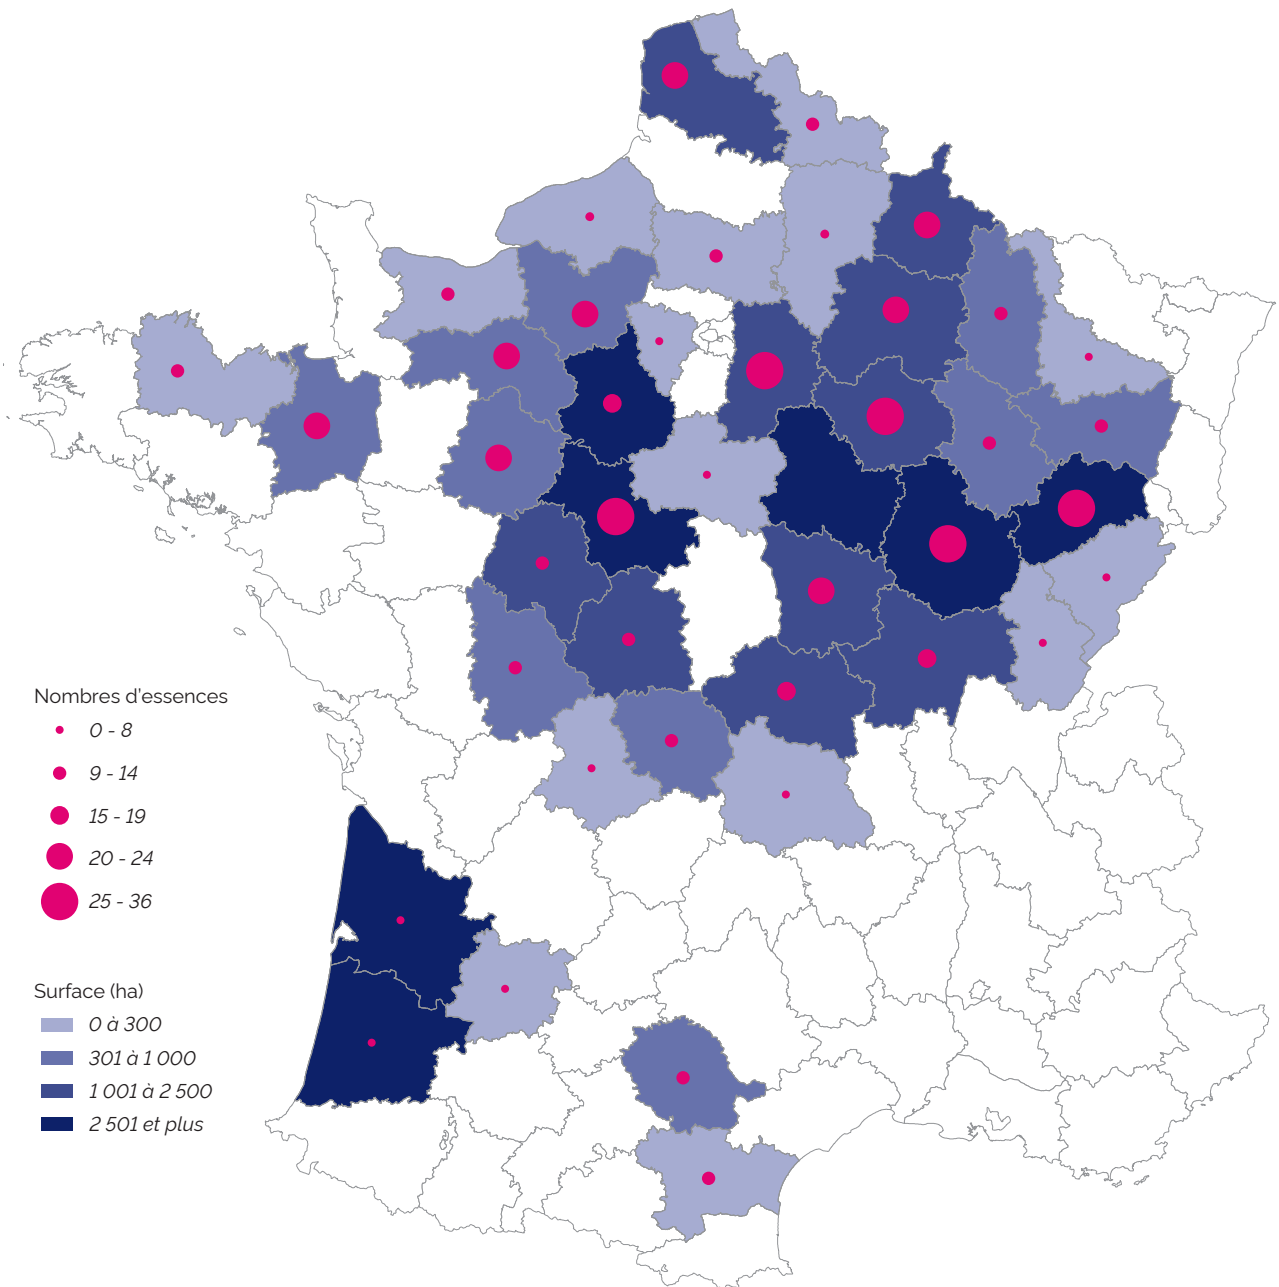 Nombres d'essences
0 - 8
9 - 14
15 - 19
20 - 24
25 - 36
Surface (ha)
0 à 300
301 à 1 000
1 001 à 2 500
2 501 et plus